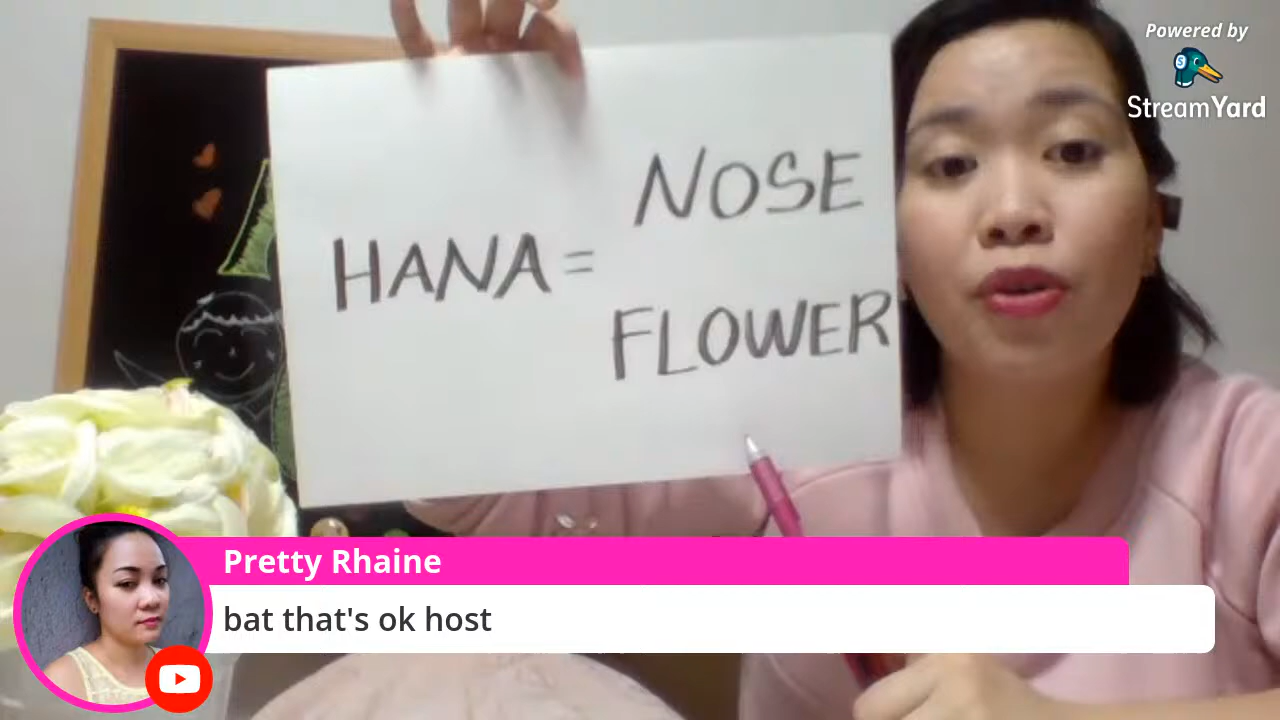 Powered by
StreamYard
NOSE
HANA =
FLOWER
Pretty Rhaine
bat that's ok host